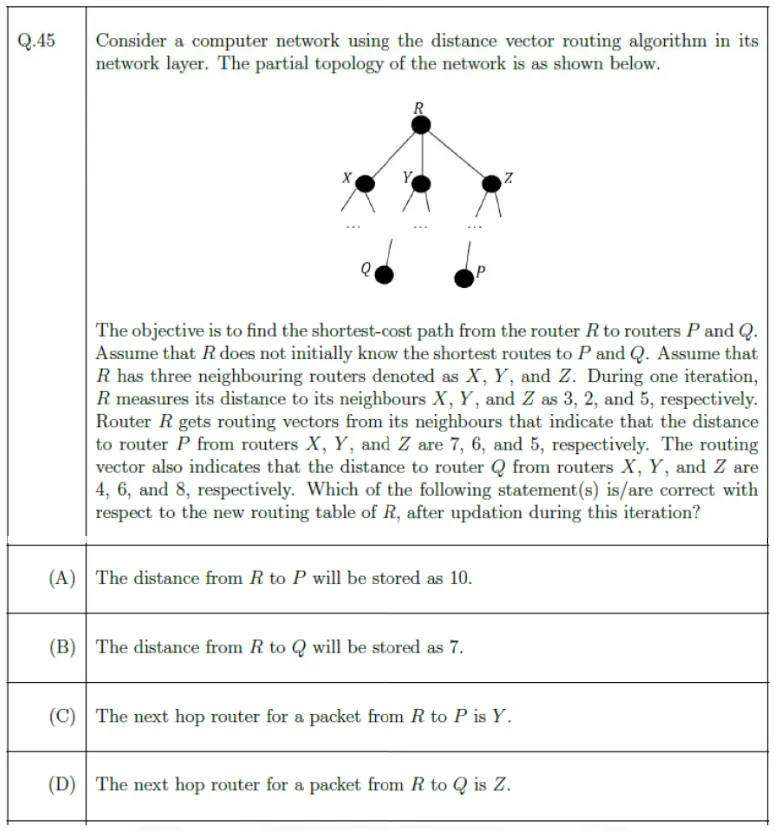 Q.45
Consider a computer network using the distance vector routing algorithm in its
network layer. The partial topology of the network is as shown below.
R
X
Y
Z
... ... ...
Q
P
The objective is to find the shortest-cost path from the router R to routers P and Q.
Assume that R does not initially know the shortest routes to P and Q. Assume that
R has three neighbouring routers denoted as X, Y, and Z. During one iteration,
R measures its distance to its neighbours X, Y, and Z as 3, 2, and 5, respectively.
Router R gets routing vectors from its neighbours that indicate that the distance
to router P from routers X, Y, and Z are 7, 6, and 5, respectively. The routing
vector also indicates that the distance to router Q from routers X, Y, and Z are
4, 6, and 8, respectively. Which of the following statement(s) is/are correct with
respect to the new routing table of R, after updation during this iteration?
(A) The distance from R to P will be stored as 10.
(B) The distance from R to Q will be stored as 7.
(C) The next hop router for a packet from R to P is Y.
(D) The next hop router for a packet from R to Q is Z.